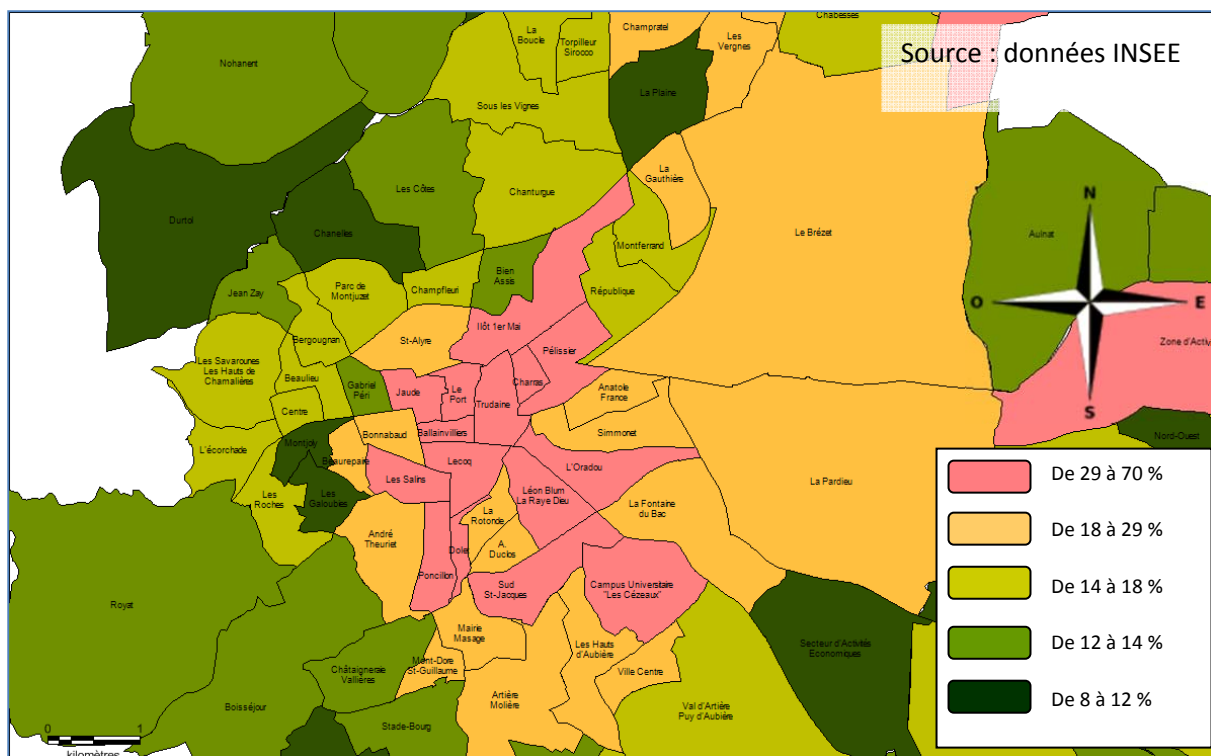 La
Boucle
Torpilleur
Sirocco
Champratel
Les
Vergnes
Chabesses
Source : données INSEE
Nohanent
La Plaine
Sous les Vignes
La
Gauthière
Les Côtes
Chanturgue
Durtol
Chanelles
Montferrand
Le Brézet
N
Aulnat
Bien
Assis
Jean Zay
Parc de
Montjuzet
Champfleuri
République
O
E
Ilôt 1er Mai
Bergougnan
St-Alyre
Pélissier
Zone d'Activ
Les Savarounes
Les Hauts de
Chamalières
Beaulieu
Gabriel
Péri
Jaude
Le
Port
Charras
Trudaine
Anatole
France
S
Centre
Ballainvilliers
Simmoret
Bonnabaud
Montjoly
Nord-Ouest
L'écorchade
Beaurepaire
Lecoq
L'Oradou
Les Salins
Léon Blum
La Raye Dieu
La Pardieu
De 29 à 70 %
Les
Roches
Les
Galoubies
La
Rotonde
La Fontaine
du Bac
De 18 à 29 %
André
Theuriet
A.
Duclos
Dolet
Poncillon
Sud
St-Jacques
Campus Universitaire
"Les Cézeaux"
De 14 à 18 %
Royat
Mairie
Masage
Les Hauts
d'Aubière
Secteur d'Activités
Economiques
De 12 à 14 %
Châtaigneraie
Vallières
Mont-Dore
St-Guillaume
Ville Centre
De 8 à 12 %
Boisséjour
Artière
Molière
Val d'Artière
Puy d'Aubière
Stade-Bourg
0 1
kilomètres